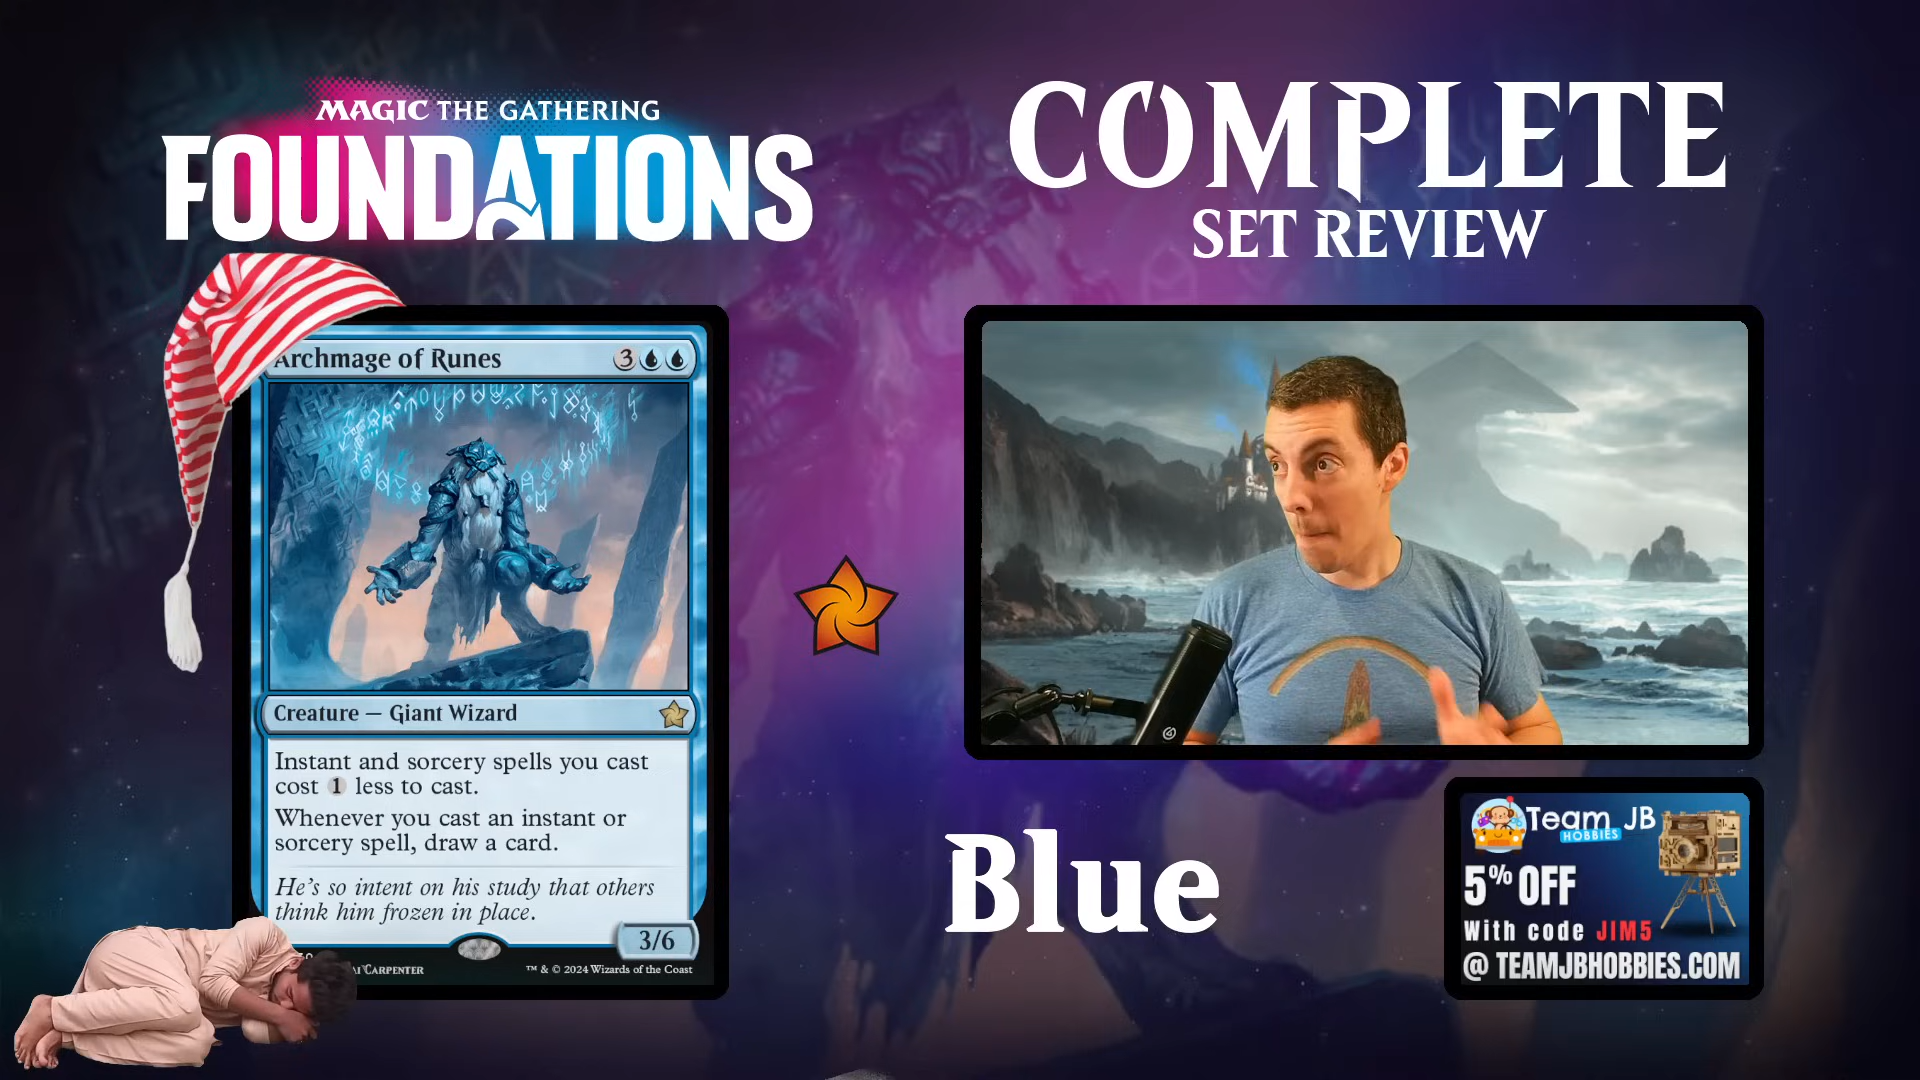 MAGIC THE GATHERING
FOUNDATIONS
COMPLETE
SET REVIEW
Archmage of Runes 3
Creature — Giant Wizard
Instant and sorcery spells you cast
cost 1 less to cast.
Whenever you cast an instant or
sorcery spell, draw a card.
He's so intent on his study that others
think him frozen in place.
3/6
CARPENTER
™ & © 2024 Wizards of the Coast
Blue
Team JB
HOBBIES
5% OFF
With code JIM5
@ TEAMJBHOBBIES.COM